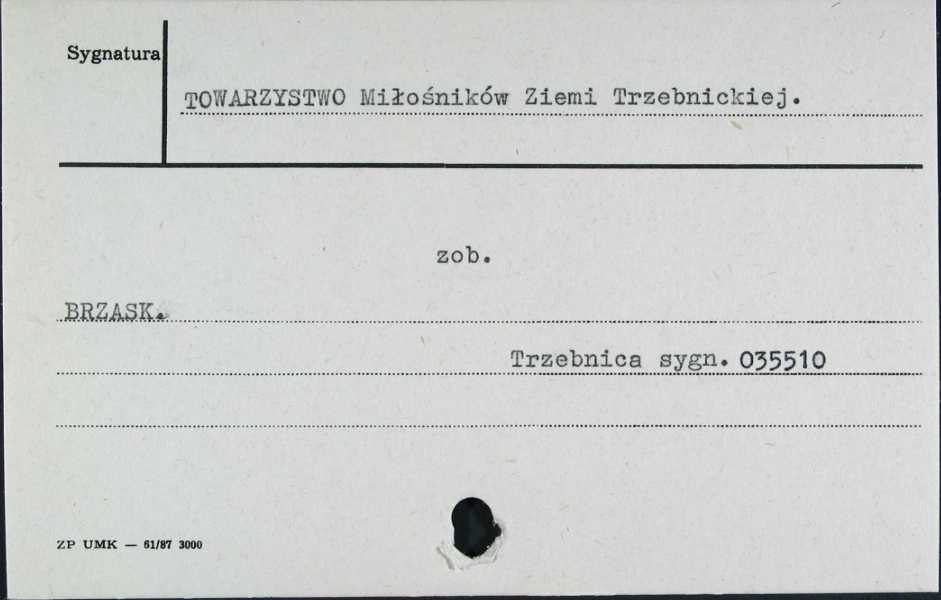 Sygnatura
TOWARZYSTWO Miłośników Ziemi Trzebnickiej.
zob.
BRZASK.
Trzebnica sygn. 035510
ZP UMK — 61/87 3000